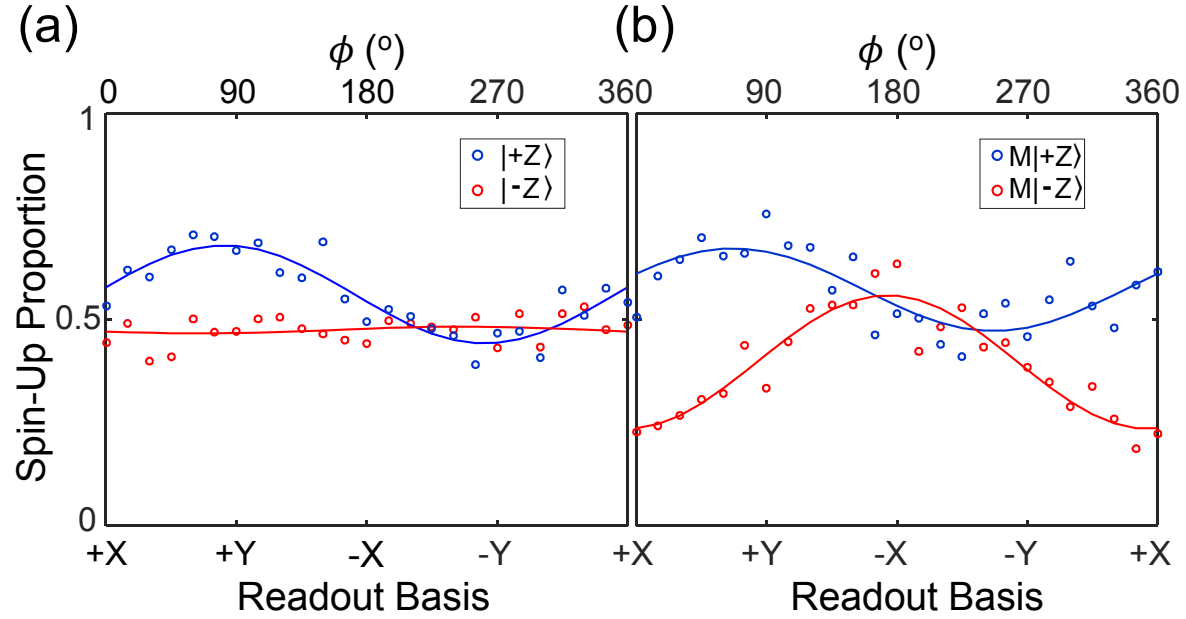 (a)
(b)
ϕ (º)
ϕ (º)
0 90 180 270 360
90 180 270 360
1
0.5
0
Spin-Up Proportion
|+Z⟩
|-Z⟩
M|+Z⟩
M|-Z⟩
+X +Y -X -Y +X
+Y -X -Y +X
Readout Basis
Readout Basis